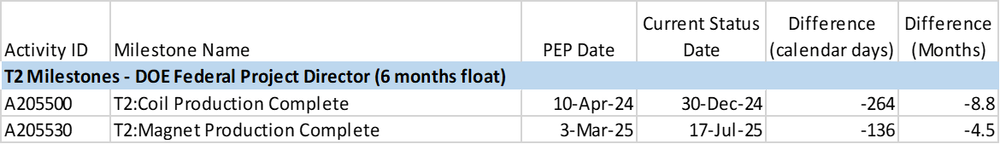 Activity ID Milestone Name PEP Date Current Status Date Difference (calendar days) Difference (Months)
T2 Milestones - DOE Federal Project Director (6 months float)
A205500 T2:Coil Production Complete 10-Apr-24 30-Dec-24 -264 -8.8
A205530 T2:Magnet Production Complete 3-Mar-25 17-Jul-25 -136 -4.5